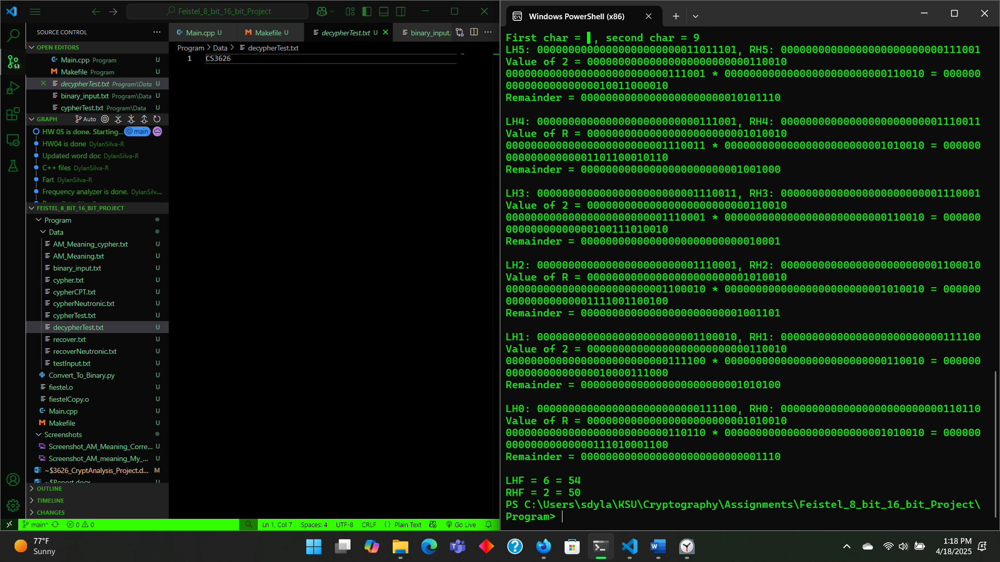 Feistel_8_bit_16_bit_Project
SOURCE CONTROL
OPEN EDITORS
Main.cpp Program U
Makefile Program U
decypherTest.txt Program\Data U
binary_input.txt Program\Data U
cypherTest.txt Program\Data U
GRAPH
Auto
HW 05 is done. Starting... main
HW04 is done DylanSilva-R
Updated word doc DylanSilva-R
C++ files DylanSilva-R
Fart DylanSilva-R
Frequency analyzer is done. DylanSilv...
FEISTEL_8_BIT_16_BIT_PROJECT
Program
Data
AM_Meaning_cypher.txt U
AM_Meaning.txt U
binary_input.txt U
cypher.txt U
cypherCPT.txt U
cypherNeutronic.txt U
cypherTest.txt U
decypherTest.txt U
recover.txt U
recoverNeutronic.txt U
testInput.txt U
Convert_To_Binary.py U
fiestel.o U
fiestelCopy.o U
Main.cpp U
Makefile U
Screenshots
Screenshot_AM_Meaning_Corre... U
Screenshot_AM_meaning_My_... U
~$3626_CryptAnalysis_Project.d... M
~$Report.docx
OUTLINE
TIMELINE
CHANGES
53
Main.cpp U
Makefile U
decypherTest.txt U
binary_input.
Program > Data > decypherTest.txt
1 CS3626
main*
0 0
Ln 1, Col 7
Spaces: 4
UTF-8
CRLF
{ } Plain Text
Go Live
Windows PowerShell (x86)
First char = , second char = 9
LH5: 00000000000000000000000011011101, RH5: 00000000000000000000000000111001
Value of 2 = 00000000000000000000000000110010
00000000000000000000000000111001 * 00000000000000000000000000110010 = 000000
00000000000000010011000010
Remainder = 00000000000000000000000010101110
LH4: 00000000000000000000000000111001, RH4: 00000000000000000000000001110011
Value of R = 00000000000000000000000001010010
00000000000000000000000001110011 * 00000000000000000000000001010010 = 000000
00000000000001101100010110
Remainder = 00000000000000000000000001001000
LH3: 00000000000000000000000001110011, RH3: 00000000000000000000000001110001
Value of 2 = 00000000000000000000000000110010
00000000000000000000000001110001 * 00000000000000000000000000110010 = 000000
00000000000000100111010010
Remainder = 00000000000000000000000000010001
LH2: 00000000000000000000000001110001, RH2: 00000000000000000000000001100010
Value of R = 00000000000000000000000001010010
00000000000000000000000001100010 * 00000000000000000000000001010010 = 000000
00000000000001111001100100
Remainder = 00000000000000000000000001001101
LH1: 00000000000000000000000001100010, RH1: 00000000000000000000000000111100
Value of 2 = 00000000000000000000000000110010
00000000000000000000000000111100 * 00000000000000000000000000110010 = 000000
00000000000000010000111000
Remainder = 00000000000000000000000001010100
LH0: 00000000000000000000000000111100, RH0: 00000000000000000000000000110110
Value of R = 00000000000000000000000001010010
00000000000000000000000000110110 * 00000000000000000000000001010010 = 000000
00000000000000111010001100
Remainder = 00000000000000000000000000001110
LHF = 6 = 54
RHF = 2 = 50
PS C:\Users\sdyla\KSU\Cryptography\Assignments\Feistel_8_bit_16_bit_Project\
Program>
77°F
Sunny
1:18 PM
4/18/2025